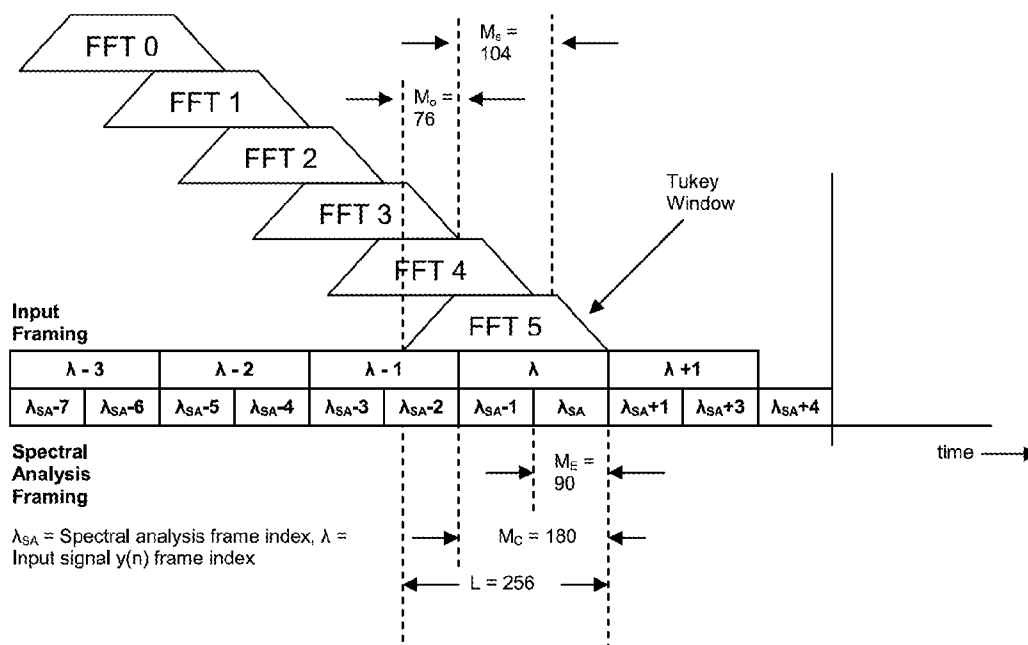 FFT 0
FFT 1
FFT 2
FFT 3
FFT 4
FFT 5
Ms =
104
Mo =
76
Tukey
Window
Input
Framing
λ - 3 λ - 2 λ - 1 λ λ +1
λSA-7 λSA-6 λSA-5 λSA-4 λSA-3 λSA-2 λSA-1 λSA λSA+1 λSA+3 λSA+4
Spectral
Analysis
Framing
time
ME =
90
λSA = Spectral analysis frame index, λ =
Input signal y(n) frame index
MC = 180
L = 256